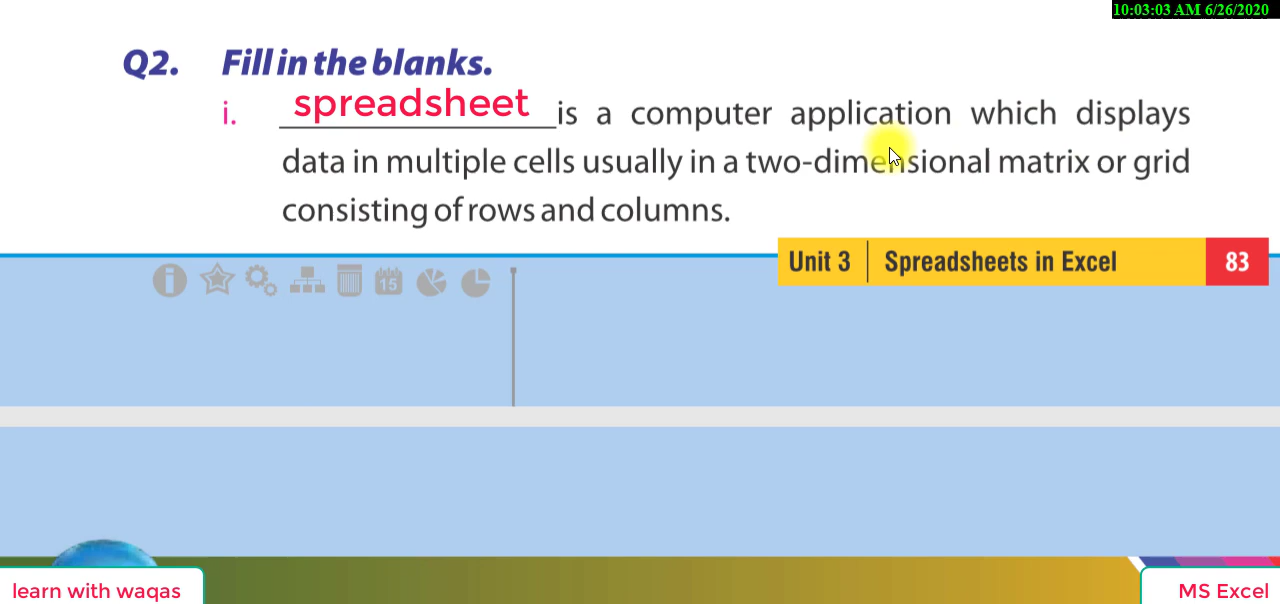 10:03:03 AM 6/26/2020
Q2. Fill in the blanks.
i. spreadsheet is a computer application which displays
data in multiple cells usually in a two-dimensional matrix or grid
consisting of rows and columns.
Unit 3 | Spreadsheets in Excel 83
15
learn with waqas
MS Excel